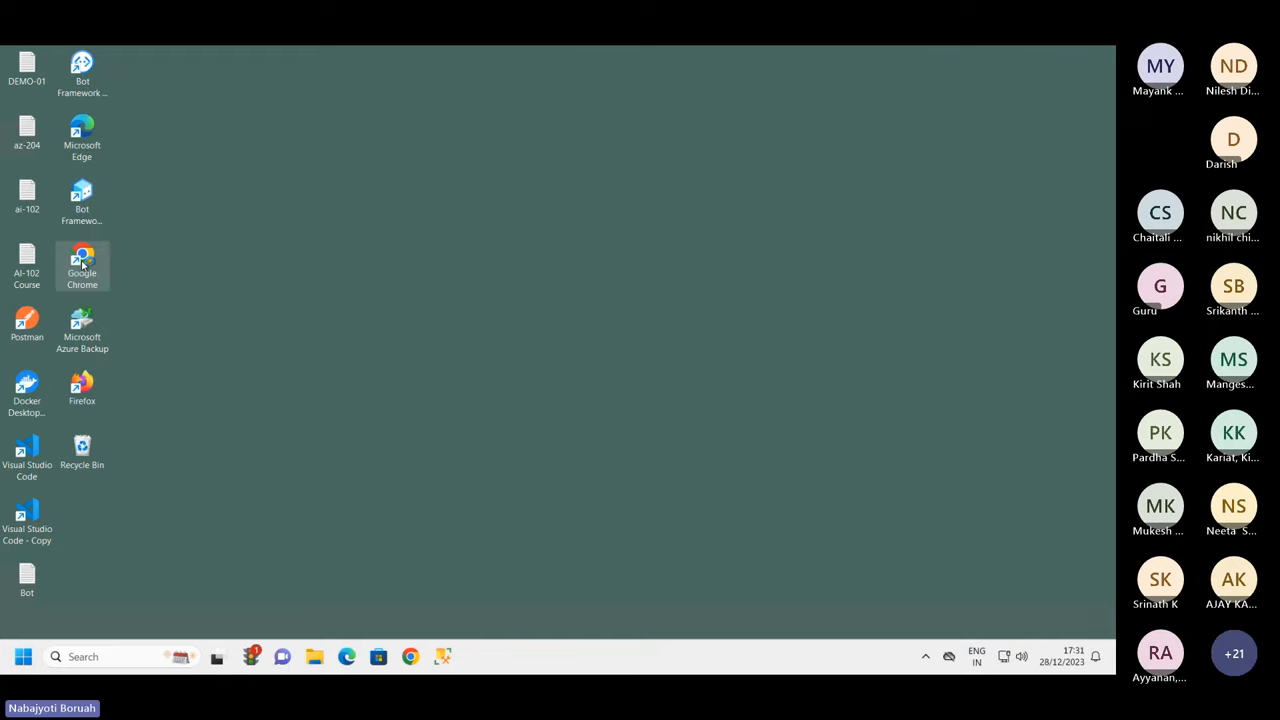 DEMO-01
Bot
Framework ...
az-204
Microsoft
Edge
ai-102
Bot
Framewo...
AI-102
Course
Google
Chrome
Postman
Microsoft
Azure Backup
Docker
Desktop...
Firefox
Visual Studio
Code
Recycle Bin
Visual Studio
Code - Copy
Bot
Search
1
ENG
IN
17:31
28/12/2023
MY
Mayank ...
ND
Nilesh Di...
D
Darish
CS
Chaitali ...
NC
nikhil chi...
G
Guru
SB
Srikanth ...
KS
Kirit Shah
MS
Manges...
PK
Pardha S...
KK
Kariat, Ki...
MK
Mukesh ...
NS
Neeta S...
SK
Srinath K
AK
AJAY KA...
RA
Ayyanan,...
+21
Nabajyoti Boruah